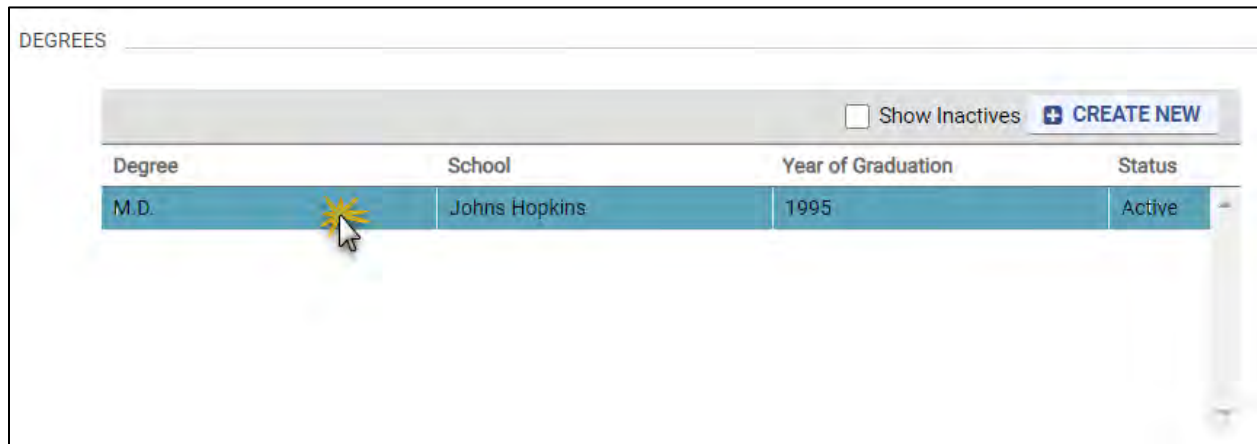 DEGREES
Show Inactives CREATE NEW
Degree School Year of Graduation Status
M.D. Johns Hopkins 1995 Active